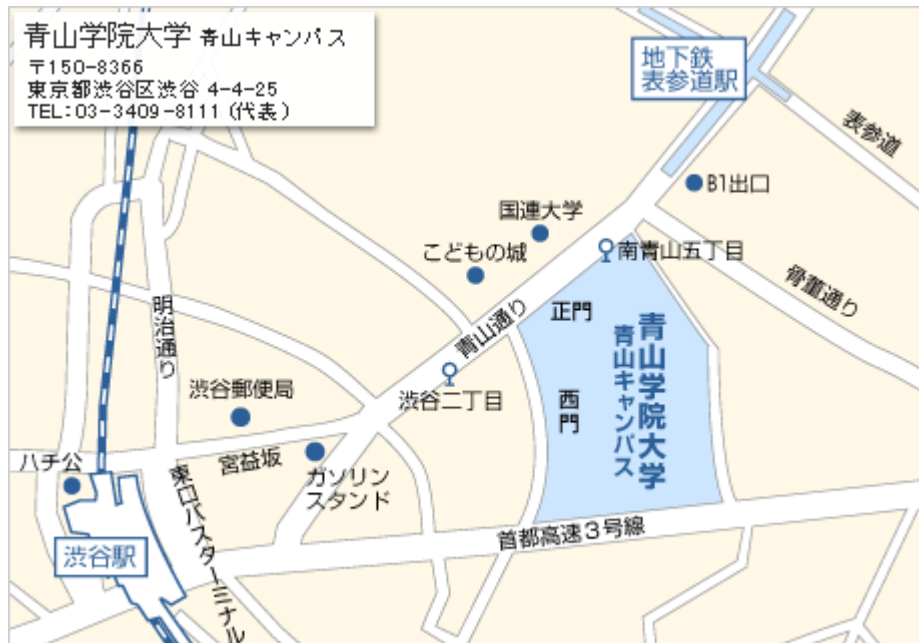 青山学院大学 青山キャンパス
〒150-8366
東京都渋谷区渋谷 4-4-25
TEL:03-3409-8111 (代表)
地下鉄
表参道駅
表参道
B1出口
国連大学
こどもの城
南青山五丁目
骨董通り
明治通り
青山通り
正門
青山学院大学
青山キャンパス
渋谷二丁目
西門
渋谷郵便局
宮益坂
ハチ公
ガソリン
スタンド
東口バスターミナル
首都高速3号線
渋谷駅